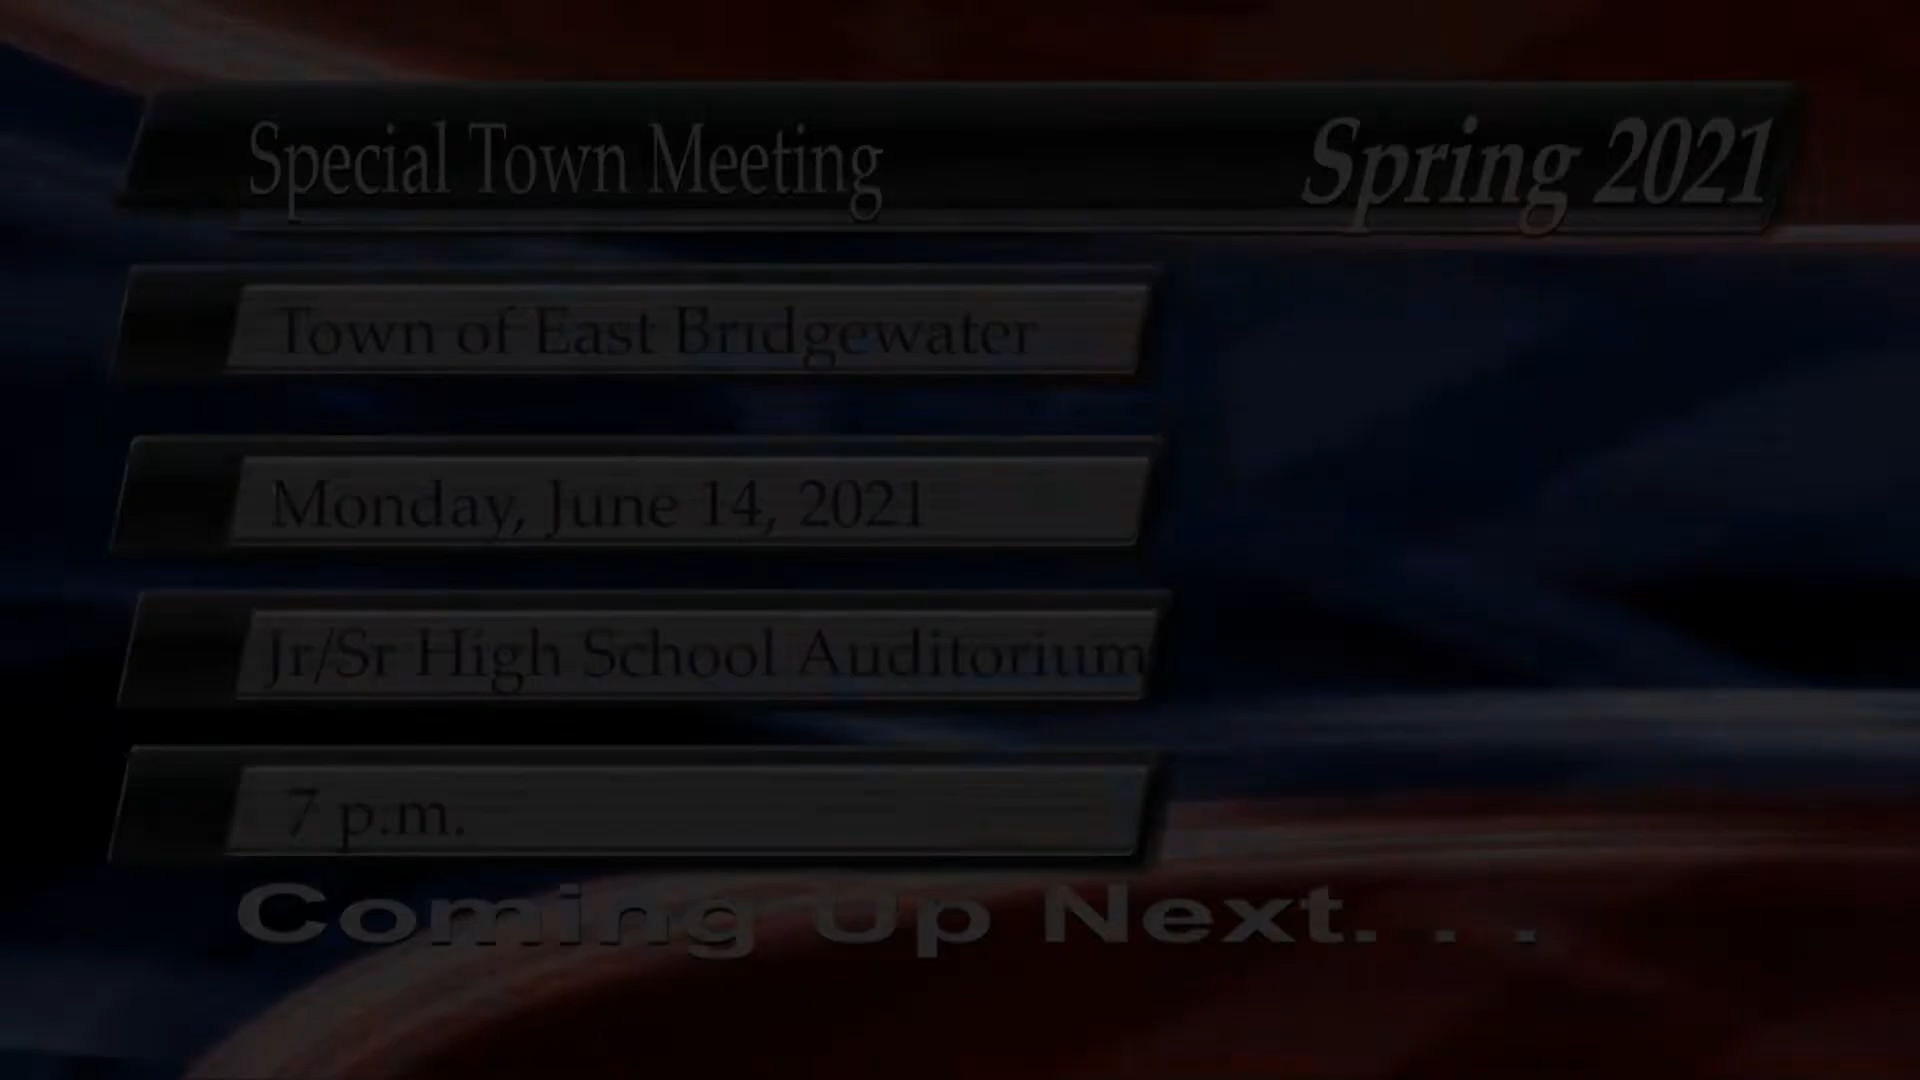 Special Town Meeting Spring 2021
Town of East Bridgewater
Monday, June 14, 2021
Jr/Sr High School Auditorium
7 p.m.
Coming Up Next. . .